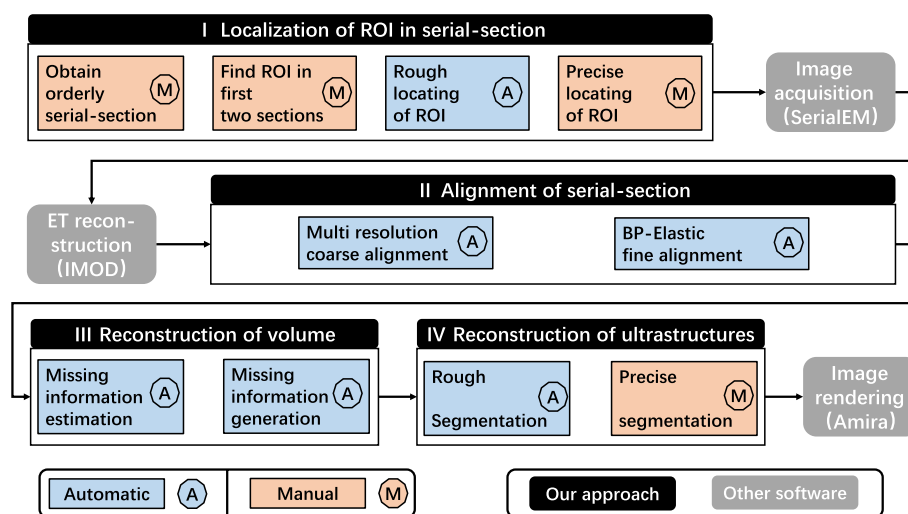 I Localization of ROI in serial-section
Obtain
orderly
serial-section
M
Find ROI in
first
two sections
M
Rough
locating
of ROI
A
Precise
locating
of ROI
M
Image
acquisition
(SerialEM)
ET recon-
struction
(IMOD)
II Alignment of serial-section
Multi resolution
coarse alignment
A
BP-Elastic
fine alignment
A
III Reconstruction of volume
Missing
information
estimation
A
Missing
information
generation
A
IV Reconstruction of ultrastructures
Rough
Segmentation
A
Precise
segmentation
M
Image
rendering
(Amira)
Automatic
A
Manual
M
Our approach
Other software